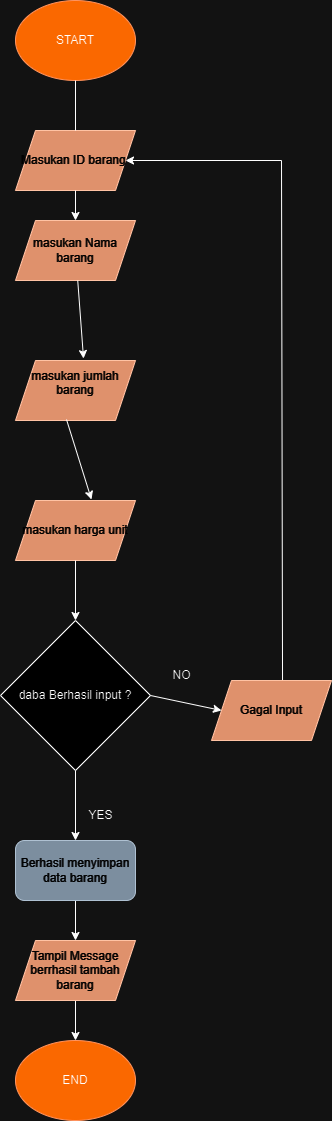 START
Masukan ID barang
masukan Nama
barang
masukan jumlah
barang
masukan harga unit
daba Berhasil input ?
NO
Gagal Input
YES
Berhasil menyimpan
data barang
Tampil Message
berrhasil tambah
barang
END